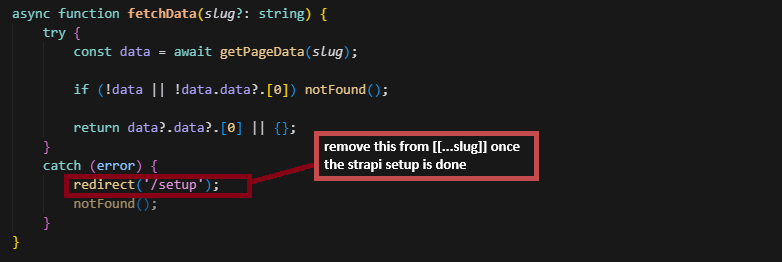 async function fetchData(slug?: string) {
try {
const data = await getPageData(slug);
if (!data || !data.data?.[0]) notFound();
return data?.data?.[0] || {};
}
catch (error) {
redirect('/setup');
notFound();
}
}
remove this from [[...slug]] once
the strapi setup is done